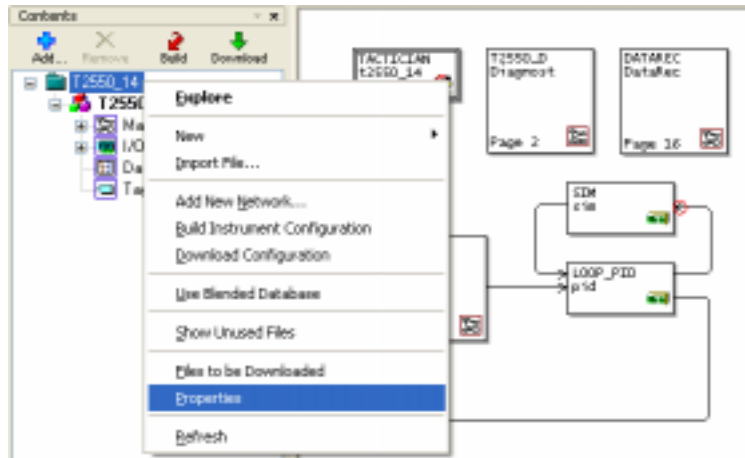 Contents
Add... Remove Build Download
T2550_14
T2550
Ma
I/O
Da
Ta
Explore
New
Import File...
Add New Network...
Build Instrument Configuration
Download Configuration
Use Blended Database
Show Unused Files
Files to be Downloaded
Properties
Refresh
TACTICIAN
t2550_14
T2550_D
Diagnost
Page 2
DATAREC
DataRec
Page 16
SIM
sim
LOOP_PID
pid